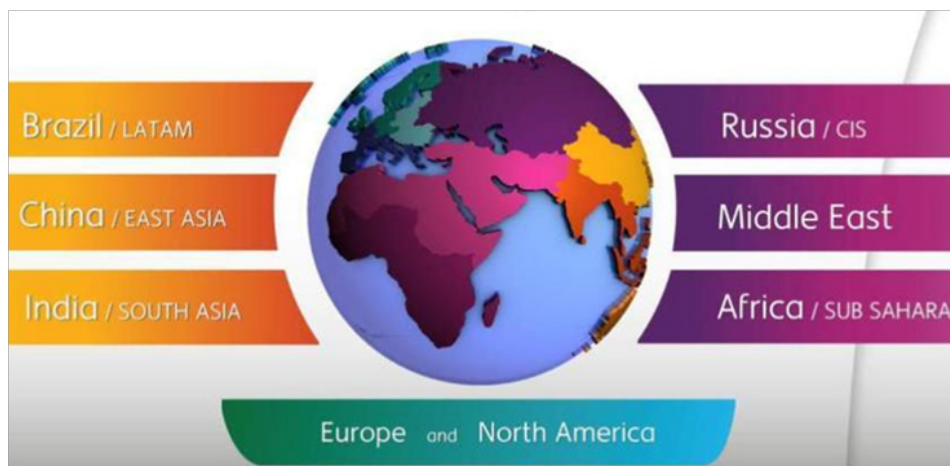 Brazil / LATAM
China / EAST ASIA
India / SOUTH ASIA
Russia / CIS
Middle East
Africa / SUB SAHARA
Europe and North America